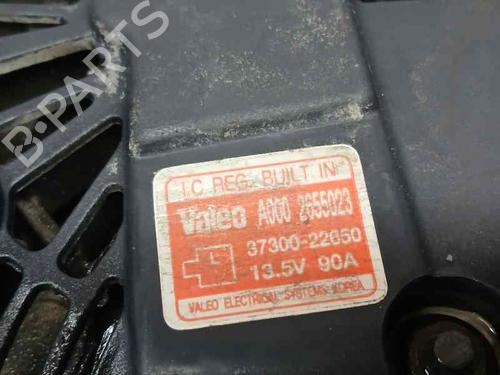 B-PARTS
I.C REG. BUILT IN
Valeo A000 2655023
37300-22650
13.5V 90A
VALEO ELECTRICAL SYSTEMS KOREA